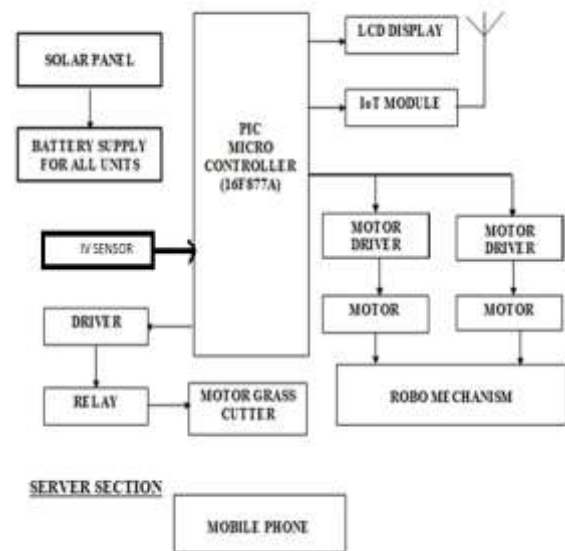 SOLAR PANEL
BATTERY SUPPLY
FOR ALL UNITS
IV SENSOR
DRIVER
RELAY
MOTOR GRASS
CUTTER
PIC
MICRO
CONTROLLER
(16F877A)
LCD DISPLAY
IoT MODULE
MOTOR
DRIVER
MOTOR
DRIVER
MOTOR
MOTOR
ROBO MECHANISM
SERVER SECTION
MOBILE PHONE